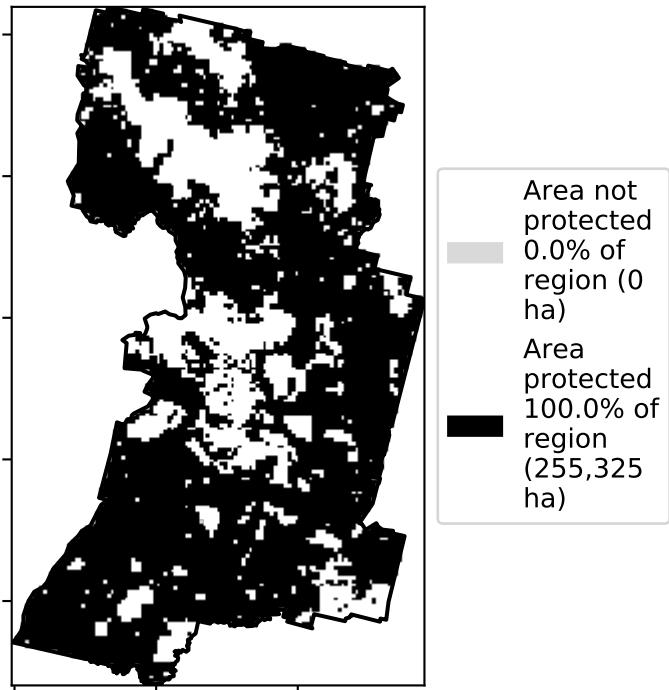 Area not
protected
0.0% of
region (0
ha)
Area
protected
100.0% of
region
(255,325
ha)